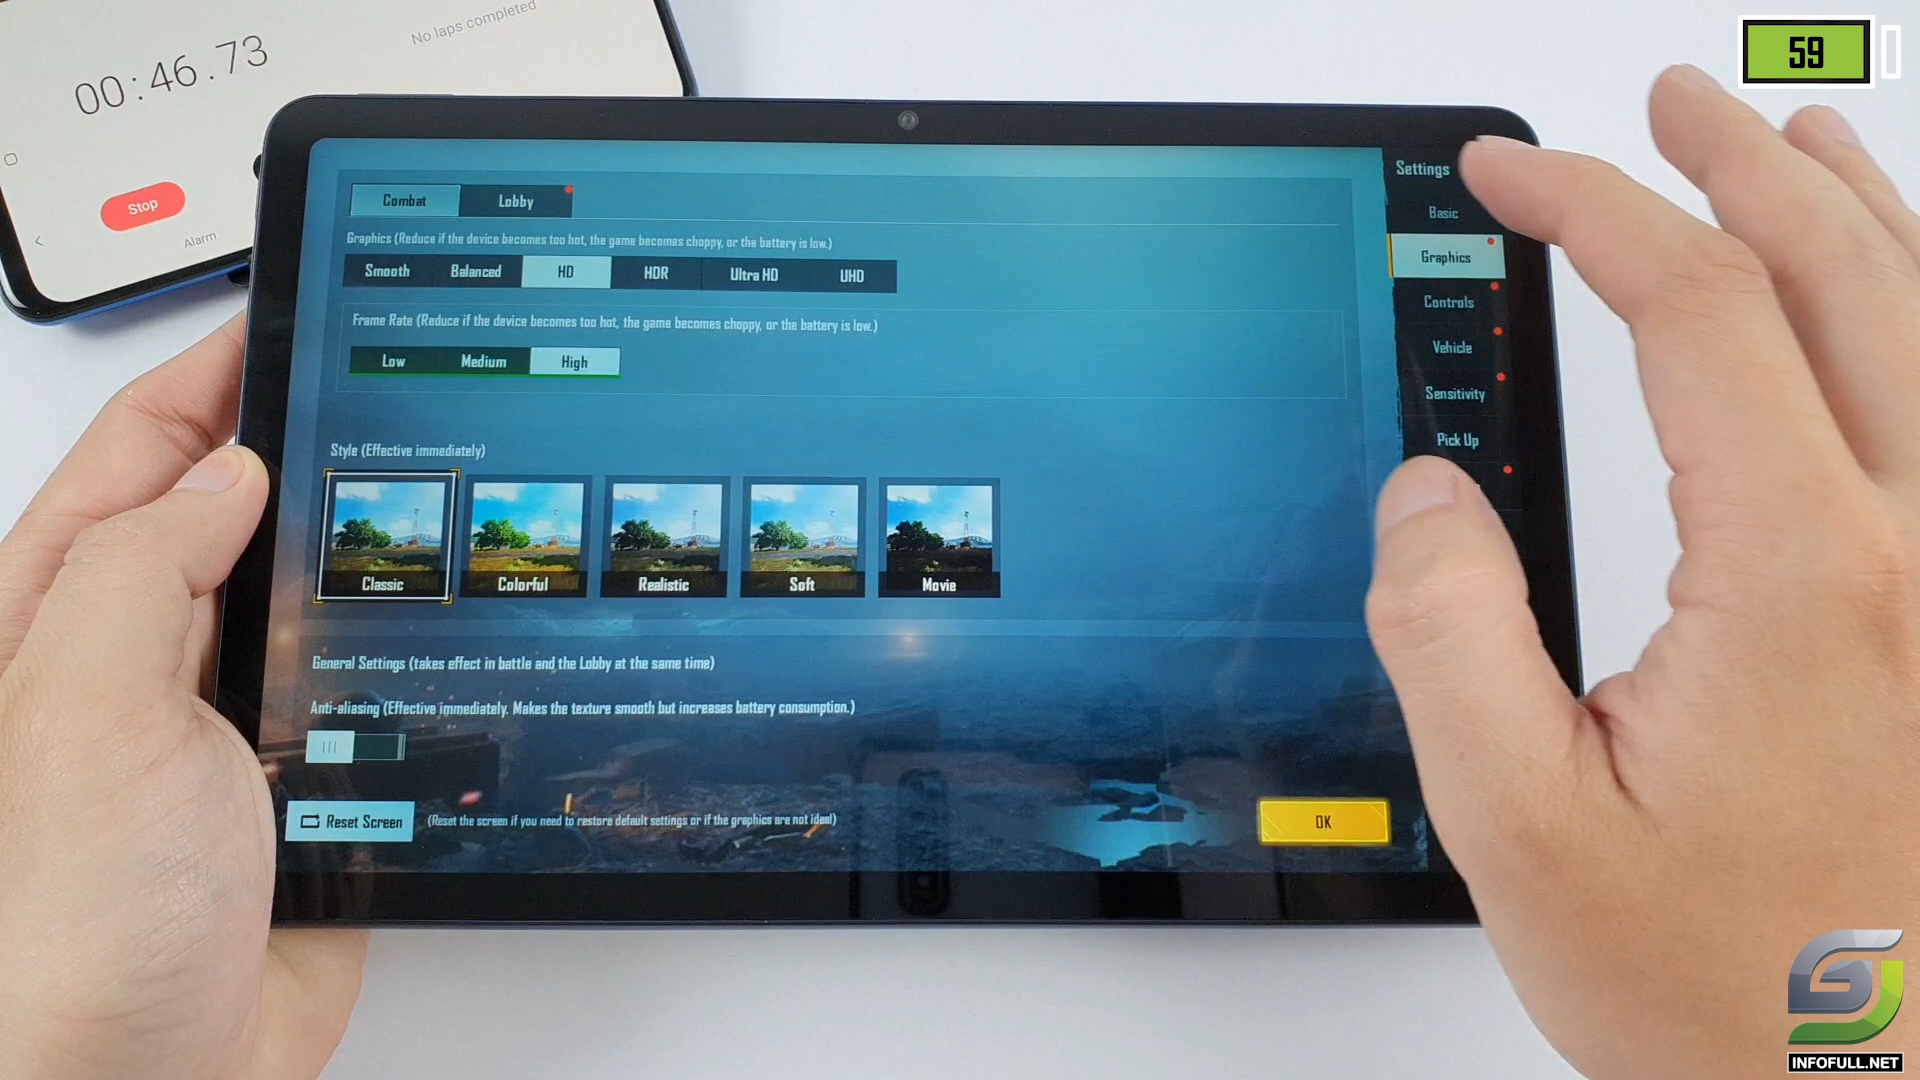 00:46.73
No laps completed
59
Stop
Alarm
Settings
Combat
Lobby
Basic
Graphics (Reduce if the device becomes too hot, the game becomes choppy, or the battery is low.)
Graphics
Smooth
Balanced
HD
HDR
Ultra HD
UHD
Controls
Frame Rate (Reduce if the device becomes too hot, the game becomes choppy, or the battery is low.)
Vehicle
Low
Medium
High
Sensitivity
Pick Up
Style (Effective immediately)
Classic
Colorful
Realistic
Soft
Movie
General Settings (takes effect in battle and the Lobby at the same time)
Anti-aliasing (Effective immediately. Makes the texture smooth but increases battery consumption.)
Reset Screen
(Reset the screen if you need to restore default settings or if the graphics are not ideal)
OK
INFOFULL.NET